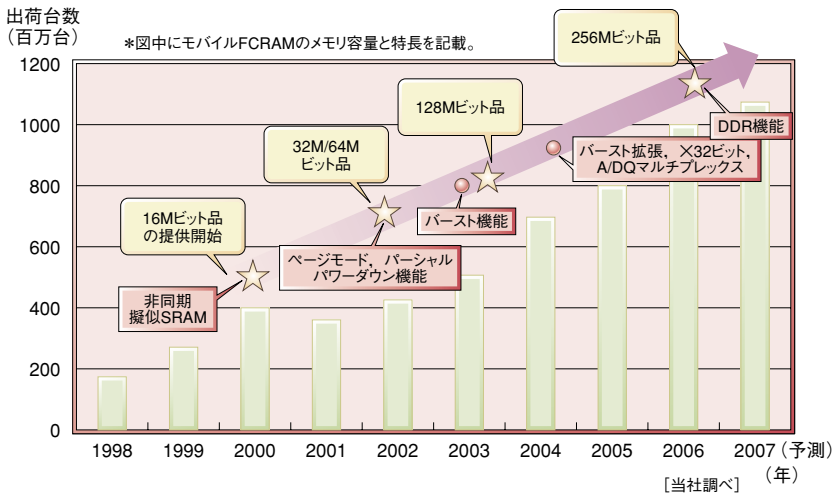 出荷台数
(百万台)
*図中にモバイルFCRAMのメモリ容量と特長を記載。
1200
1000
800
600
400
200
0
16Mビット品
の提供開始
非同期
擬似SRAM
32M/64M
ビット品
ページモード,パーシャル
パワーダウン機能
128Mビット品
バースト機能
バースト拡張,×32ビット,
A/DQマルチプレックス
256Mビット品
DDR機能
1998 1999 2000 2001 2002 2003 2004 2005 2006 2007(予測)
(年)
[当社調べ]